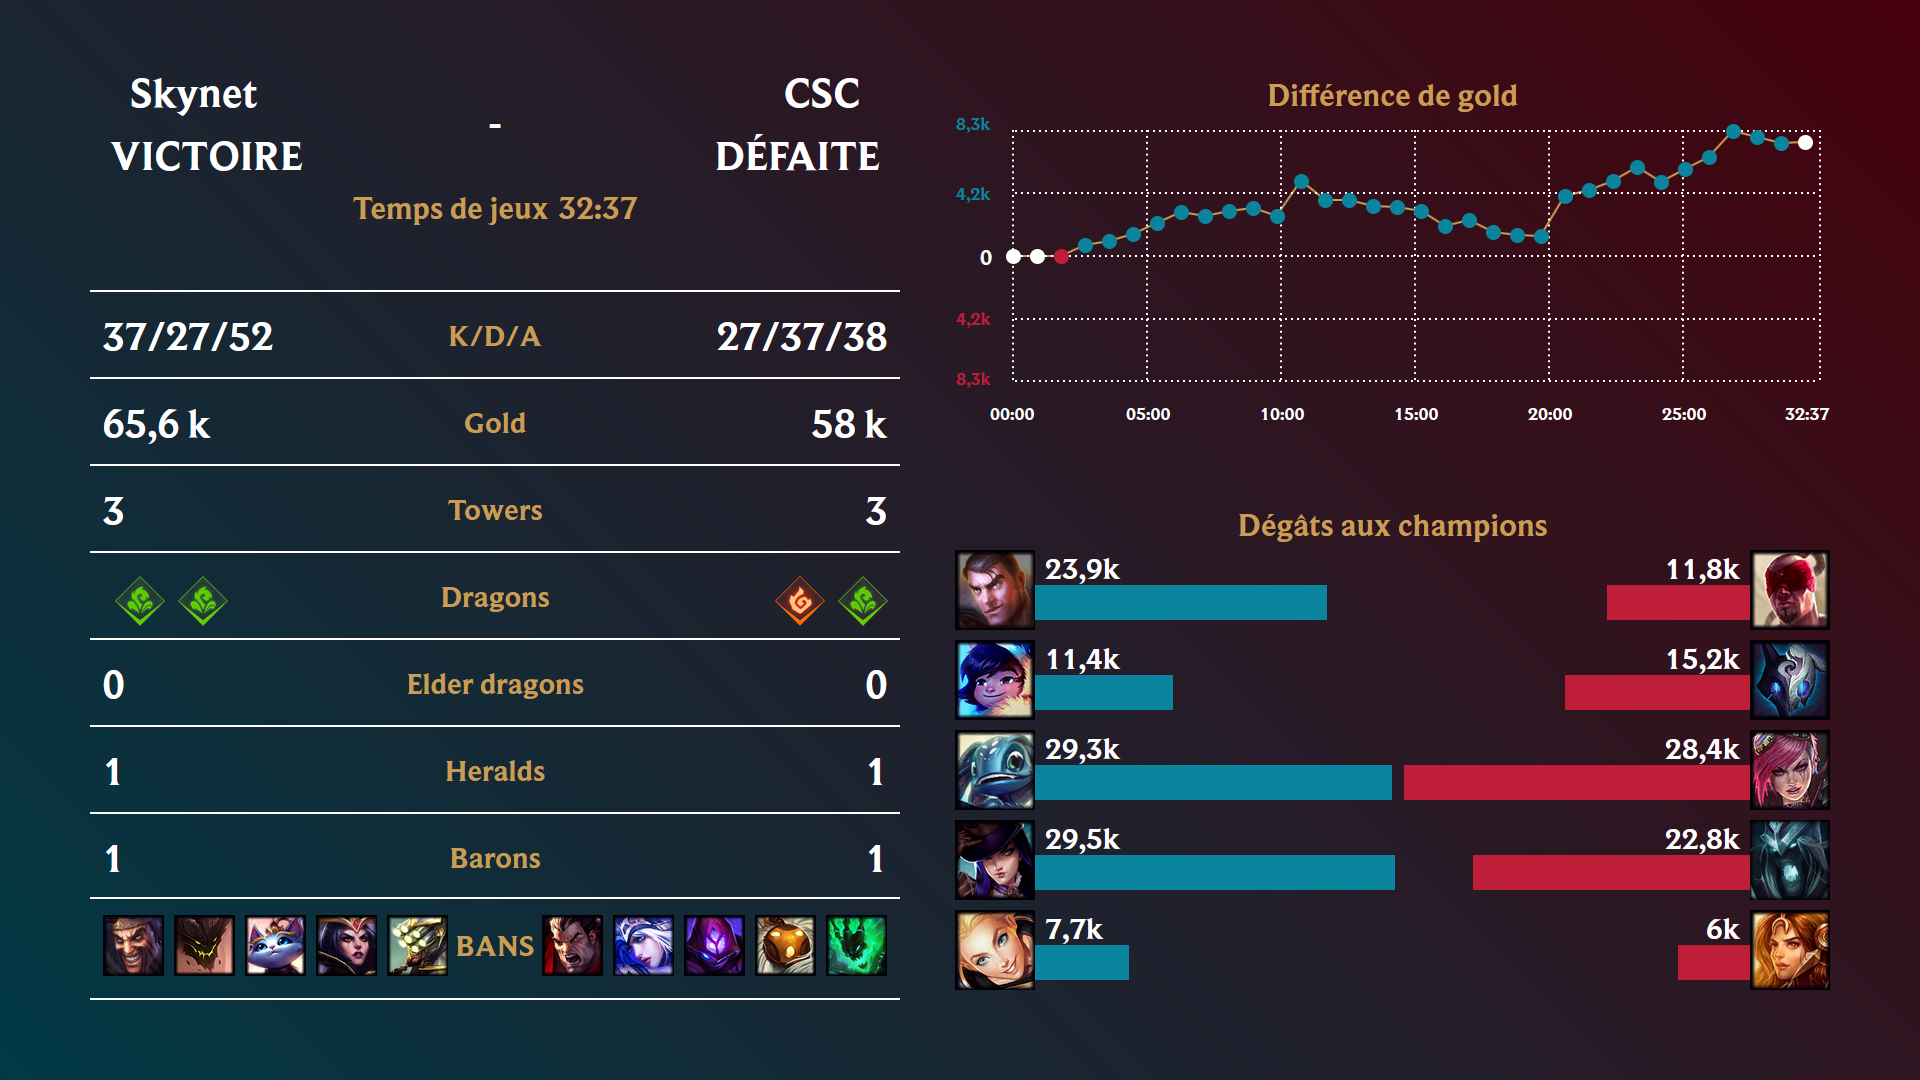 Skynet
VICTOIRE
-
CSC
DÉFAITE
Temps de jeux 32:37
37/27/52 K/D/A 27/37/38
65,6 k Gold 58 k
3 Towers 3
Dragons
0 Elder dragons 0
1 Heralds 1
1 Barons 1
BANS
Différence de gold
8,3k
4,2k
0
4,2k
8,3k
00:00 05:00 10:00 15:00 20:00 25:00 32:37
Dégâts aux champions
23,9k 11,8k
11,4k 15,2k
29,3k 28,4k
29,5k 22,8k
7,7k 6k